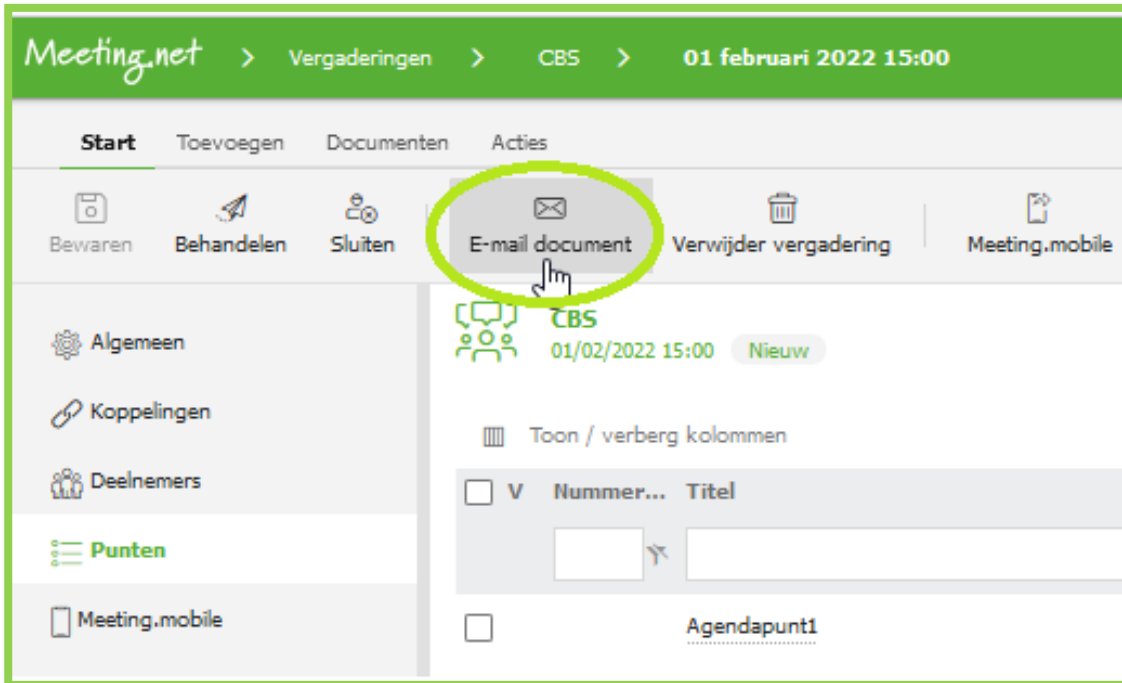 Meeting.net > Vergaderingen > CBS > 01 februari 2022 15:00
Start Toevoegen Documenten Acties
Bewaren Behandelen Sluiten E-mail document Verwijder vergadering Meeting.mobile
Algemeen
Koppelingen
Deelnemers
Punten
Meeting.mobile
CBS
01/02/2022 15:00 Nieuw
Toon / verberg kolommen
V Nummer... Titel
Agendapunt1